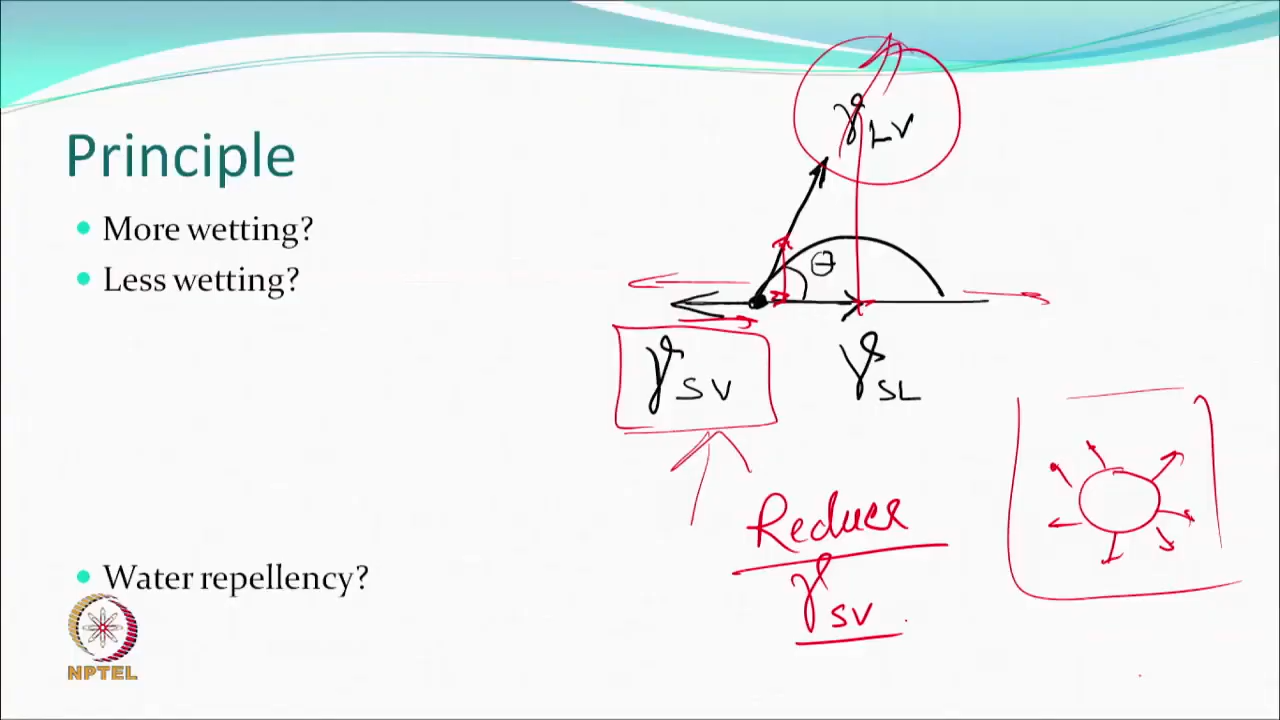 Principle
• More wetting?
• Less wetting?
γLV
θ
γSV
γSL
Reduce
γSV
• Water repellency?
NPTEL